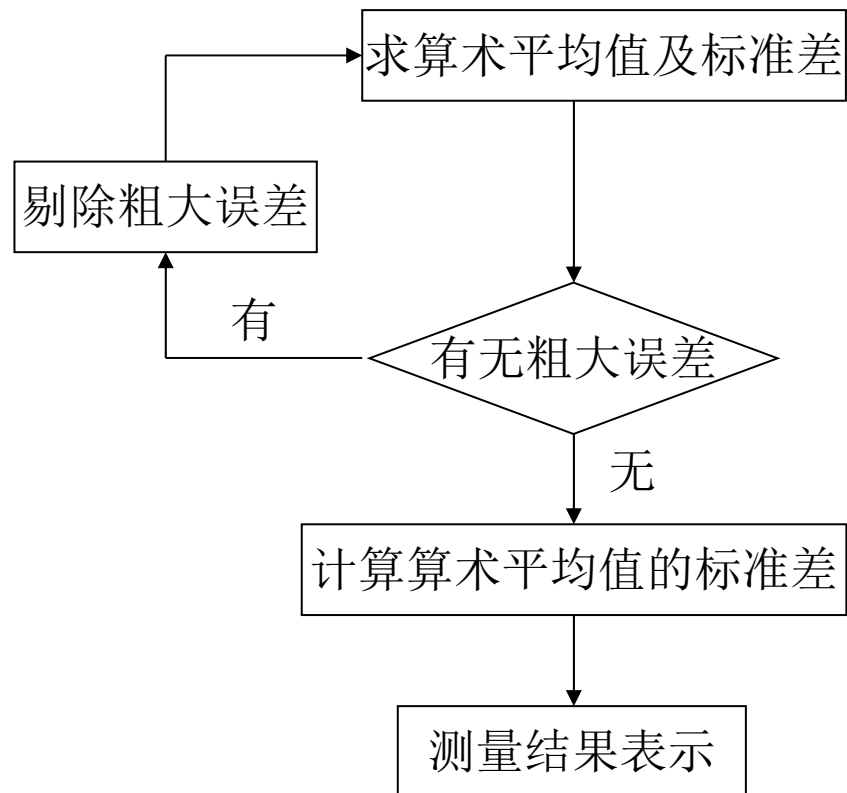 求算术平均值及标准差
剔除粗大误差
有
有无粗大误差
无
计算算术平均值的标准差
测量结果表示